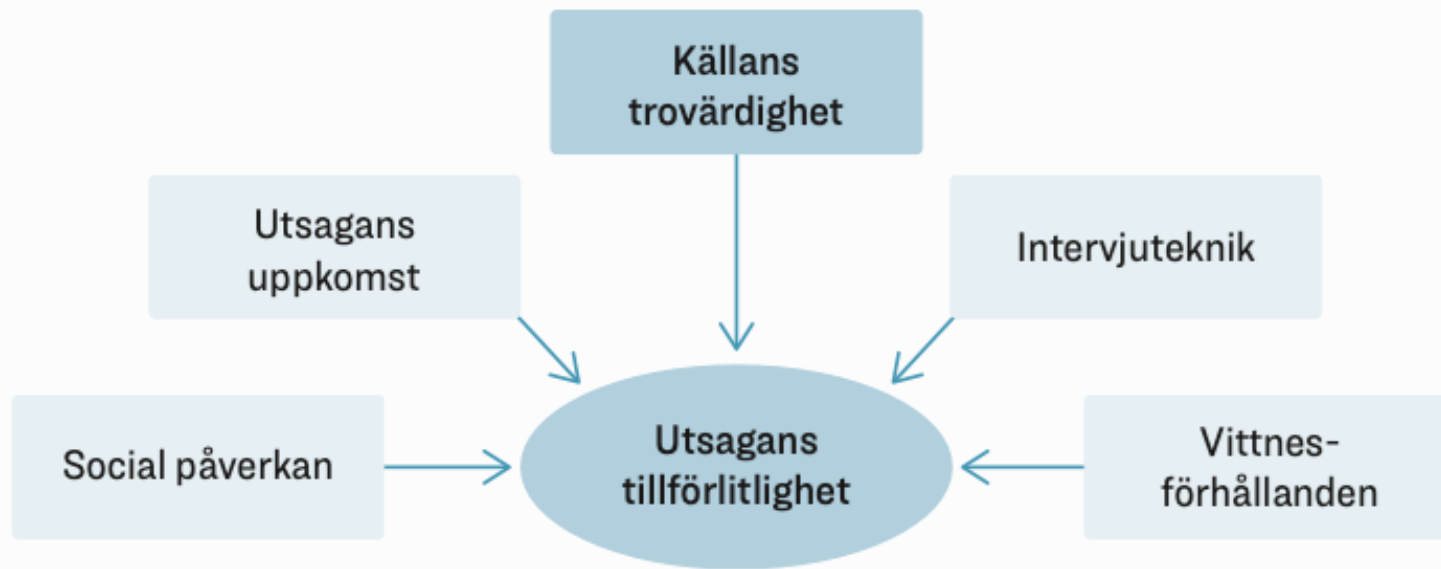 Källans
trovärdighet
Utsagans
uppkomst
Intervjuteknik
Social påverkan
Utsagans
tillförlitlighet
Vittnes-
förhållanden